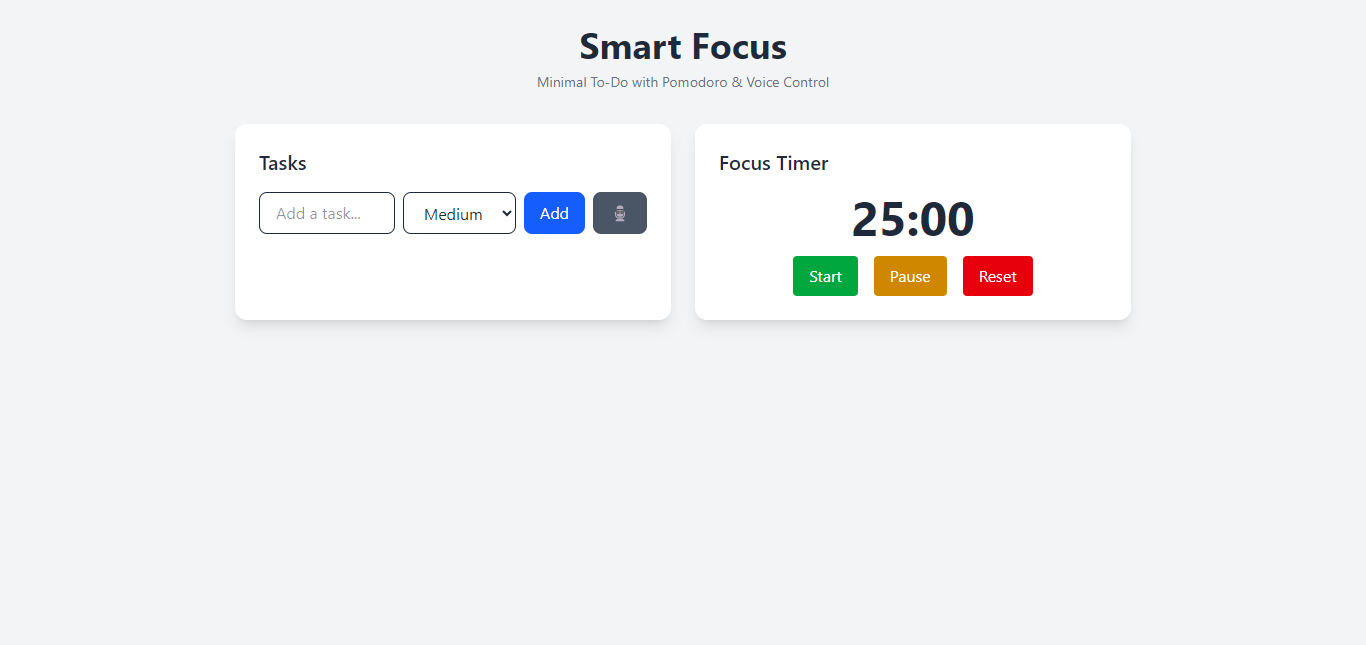 Smart Focus
Minimal To-Do with Pomodoro & Voice Control
Tasks
Add a task...
Medium
Add
Focus Timer
25:00
Start
Pause
Reset